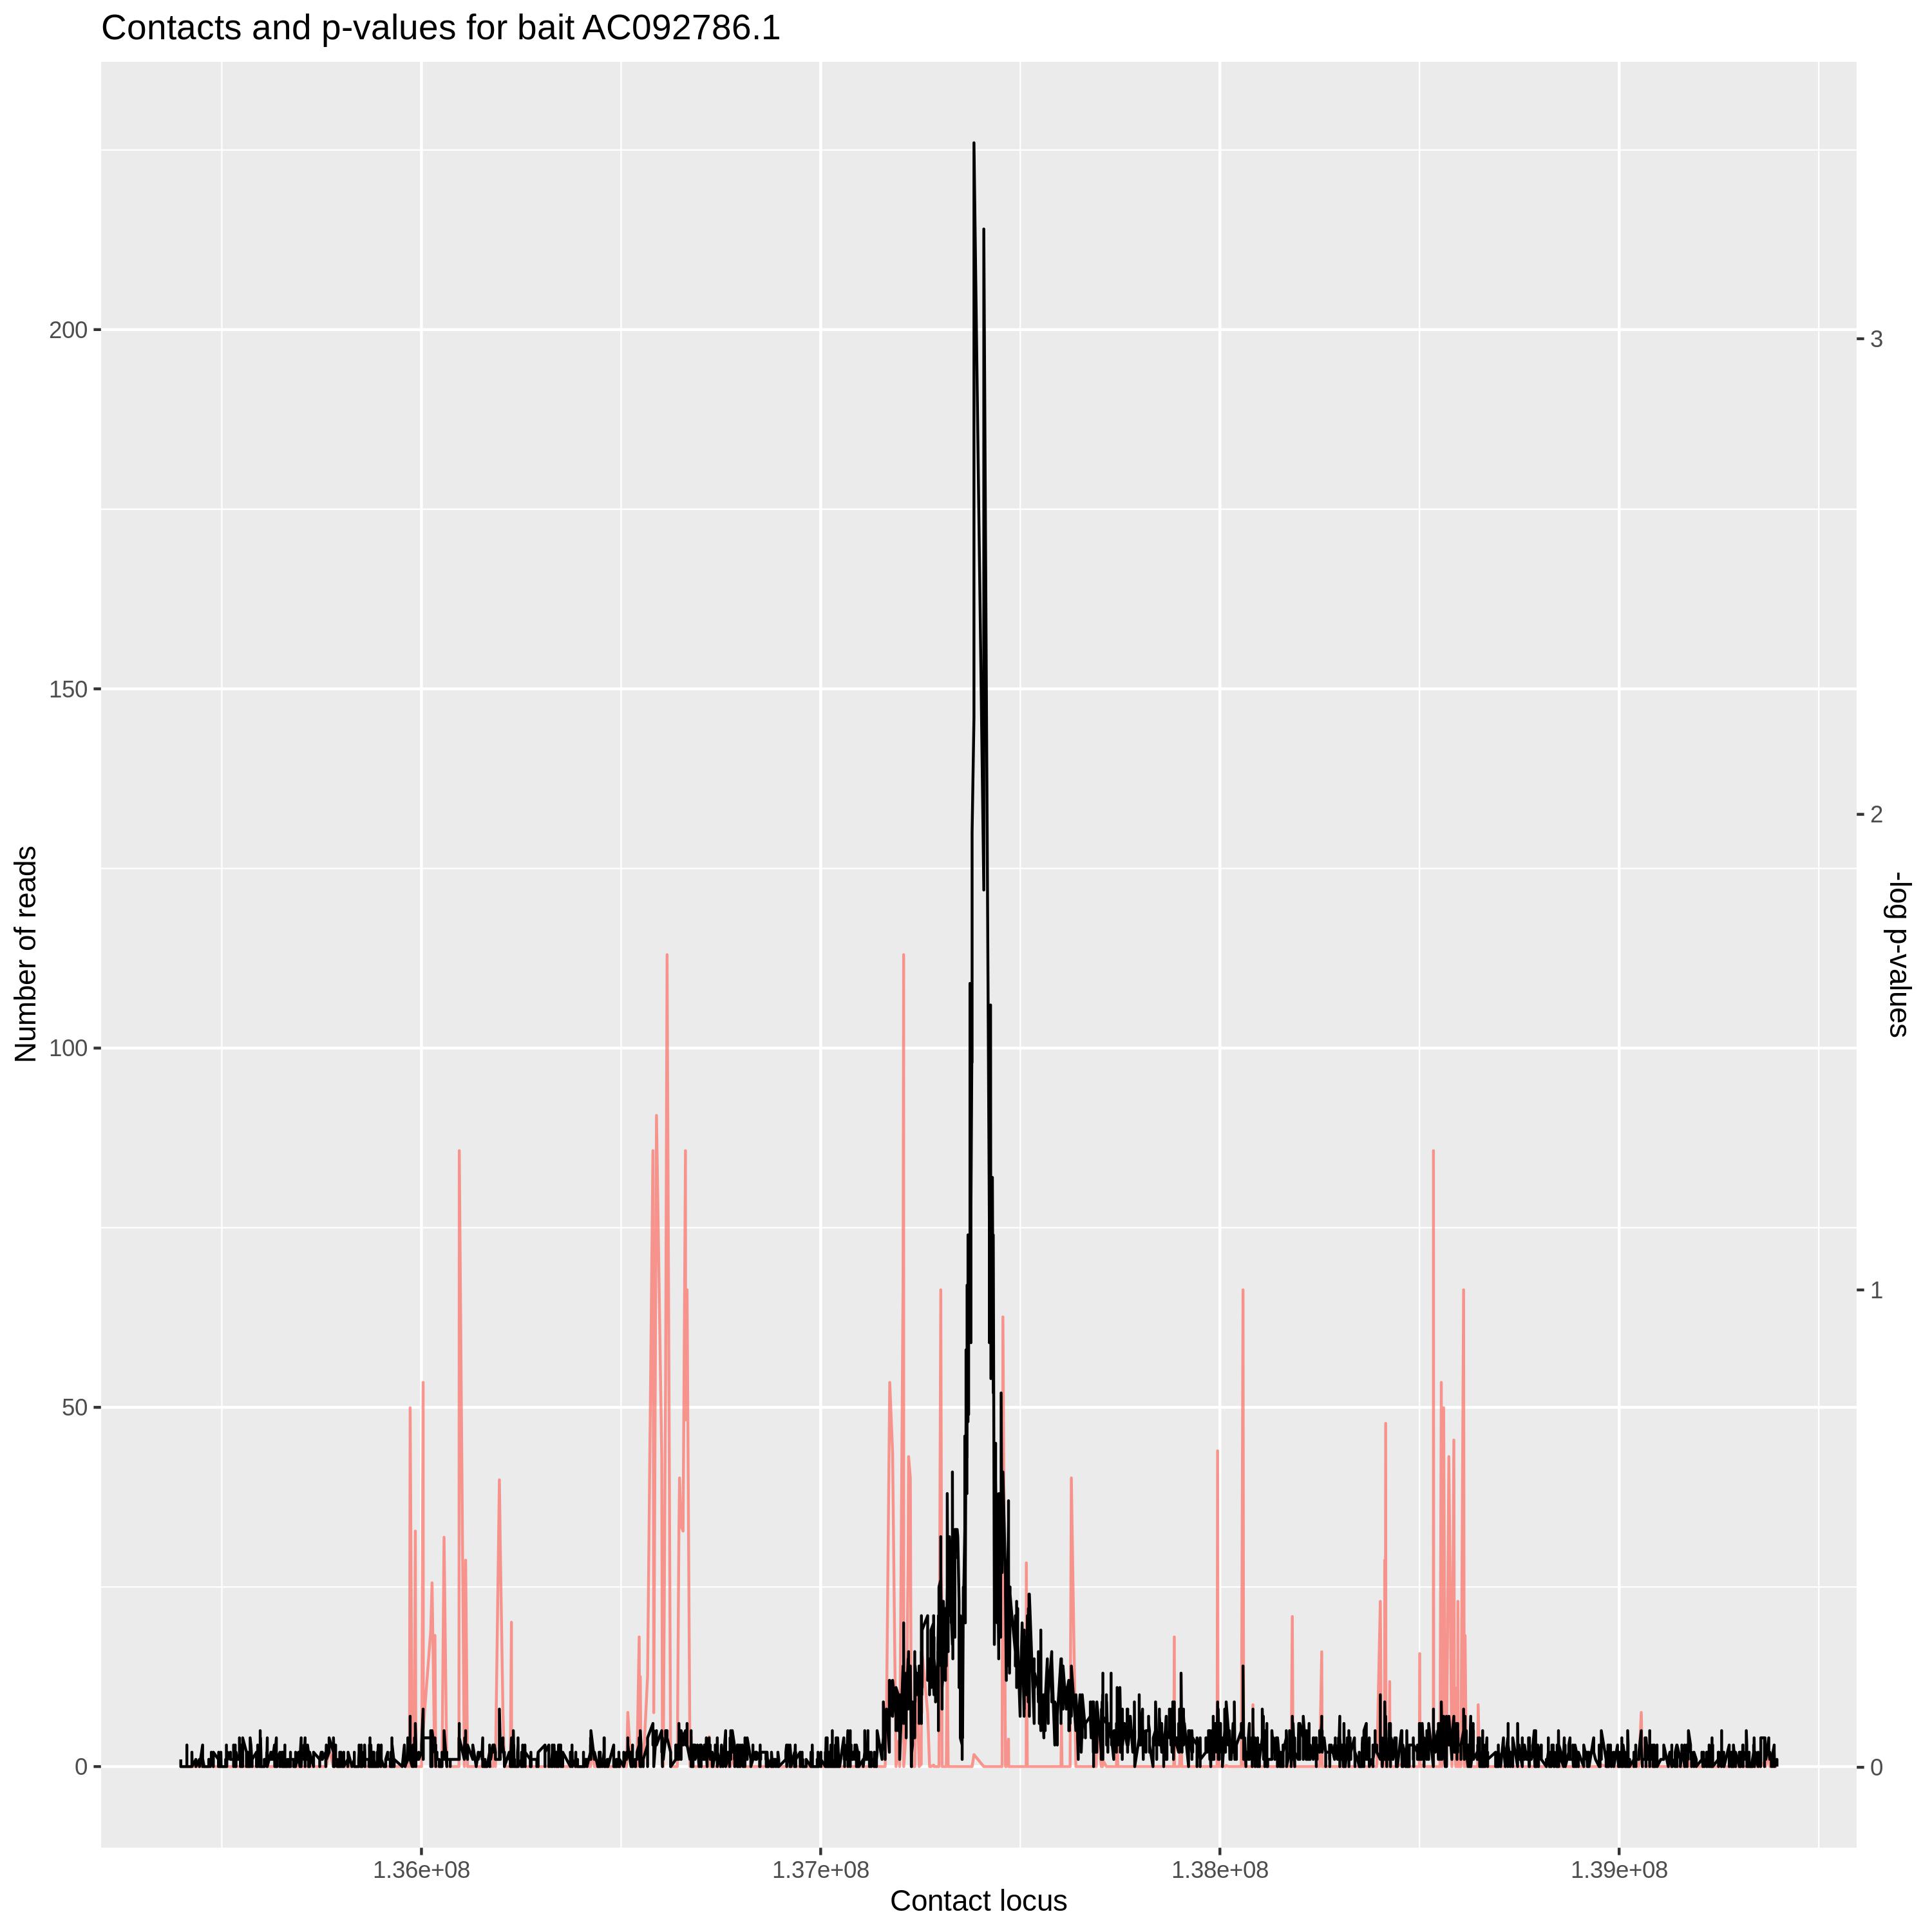 Contacts and p-values for bait AC092786.1
Number of reads
200
150
100
50
0
3
2
1
0
-log p-values
1.36e+08
1.37e+08
1.38e+08
1.39e+08
Contact locus